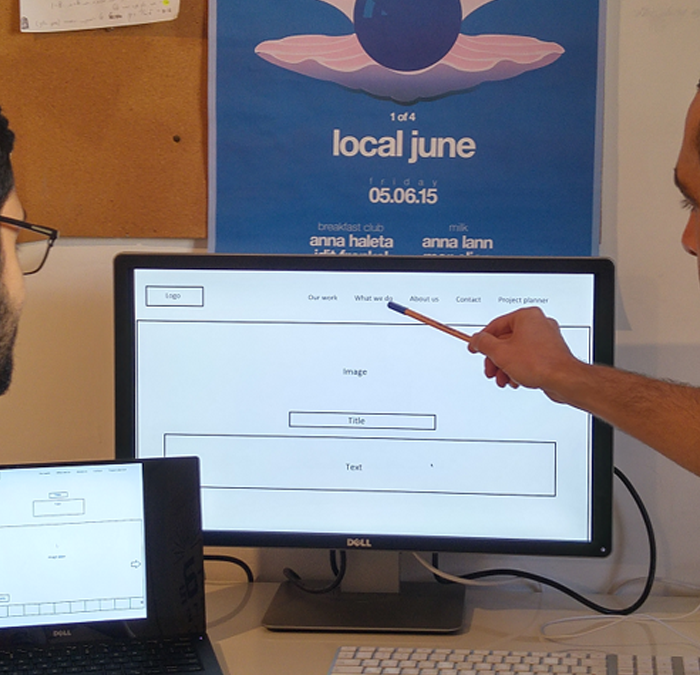 1 of 4
local june
friday
05.06.15
breakfast club
milk
anna haleta
anna lann
Logo
Our work
What we do
About us
Contact
Project planner
Image
Title
Text
DELL
DELL